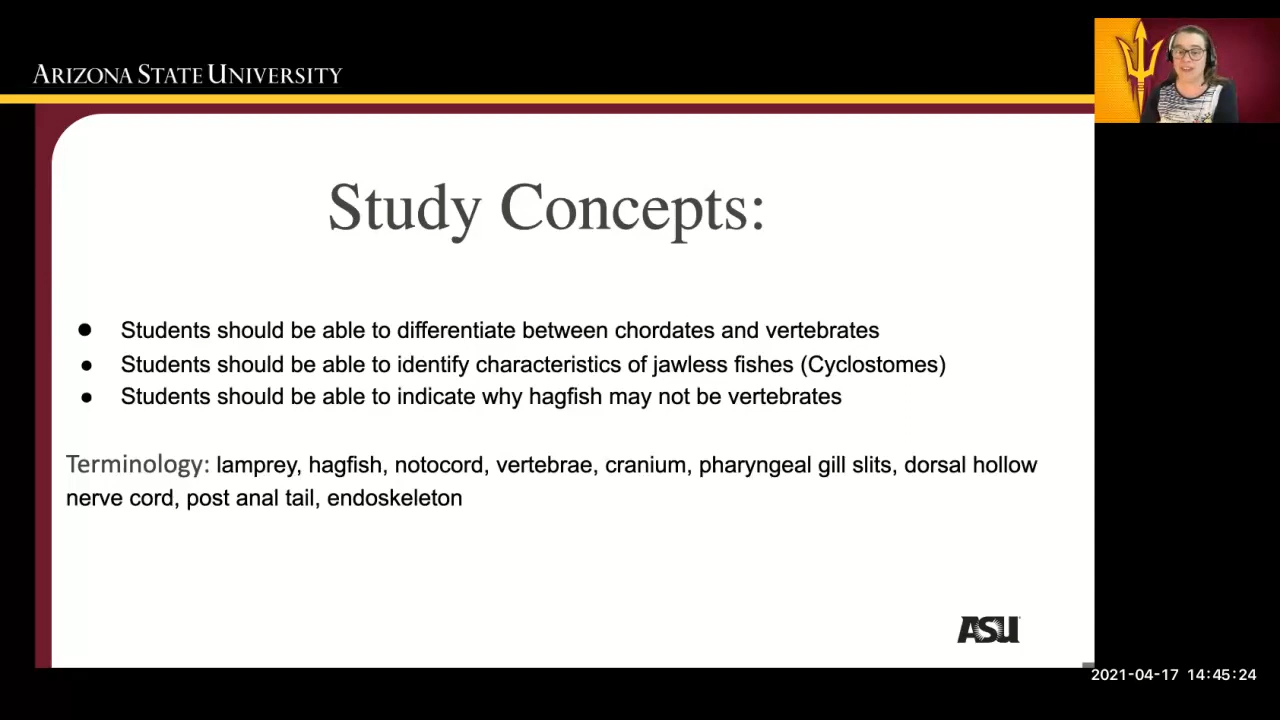 ARIZONA STATE UNIVERSITY
Study Concepts:
● Students should be able to differentiate between chordates and vertebrates
● Students should be able to identify characteristics of jawless fishes (Cyclostomes)
● Students should be able to indicate why hagfish may not be vertebrates
Terminology: lamprey, hagfish, notocord, vertebrae, cranium, pharyngeal gill slits, dorsal hollow
nerve cord, post anal tail, endoskeleton
ASU
2021-04-17 14:45:24